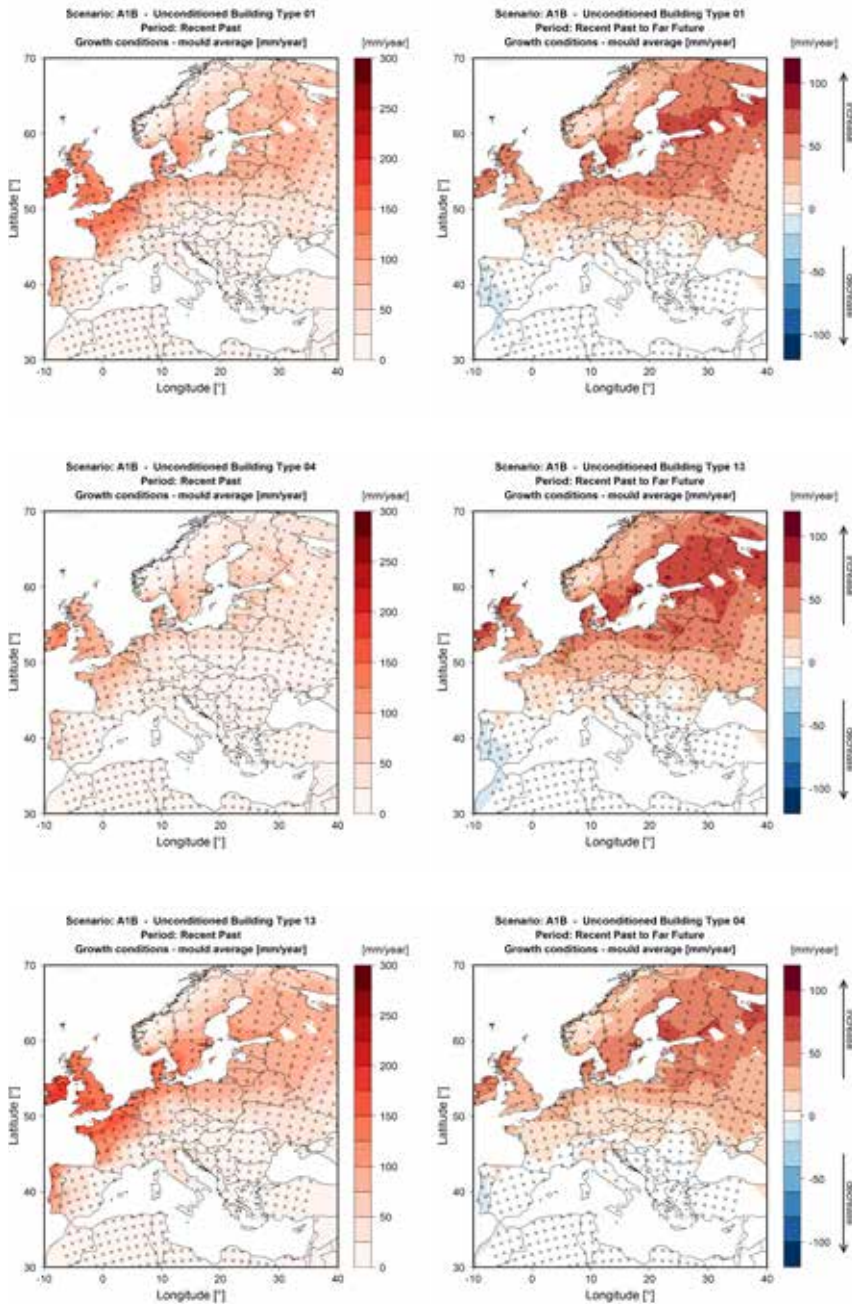 Scenario: A1B - Unconditioned Building Type 01
Period: Recent Past
Growth conditions - mould average [mm/year]
[mm/year]
70
60
50
40
30
Latitude [°]
-10
0
10
20
30
40
Longitude [°]
300
250
200
150
100
50
0
Scenario: A1B - Unconditioned Building Type 01
Period: Recent Past to Far Future
Growth conditions - mould average [mm/year]
[mm/year]
70
60
50
40
30
Latitude [°]
-10
0
10
20
30
40
Longitude [°]
100
50
0
-50
-100
increase
decrease
Scenario: A1B - Unconditioned Building Type 04
Period: Recent Past
Growth conditions - mould average [mm/year]
[mm/year]
70
60
50
40
30
Latitude [°]
-10
0
10
20
30
40
Longitude [°]
300
250
200
150
100
50
0
Scenario: A1B - Unconditioned Building Type 13
Period: Recent Past to Far Future
Growth conditions - mould average [mm/year]
[mm/year]
70
60
50
40
30
Latitude [°]
-10
0
10
20
30
40
Longitude [°]
100
50
0
-50
-100
increase
decrease
Scenario: A1B - Unconditioned Building Type 13
Period: Recent Past
Growth conditions - mould average [mm/year]
[mm/year]
70
60
50
40
30
Latitude [°]
-10
0
10
20
30
40
Longitude [°]
300
250
200
150
100
50
0
Scenario: A1B - Unconditioned Building Type 04
Period: Recent Past to Far Future
Growth conditions - mould average [mm/year]
[mm/year]
70
60
50
40
30
Latitude [°]
-10
0
10
20
30
40
Longitude [°]
100
50
0
-50
-100
increase
decrease